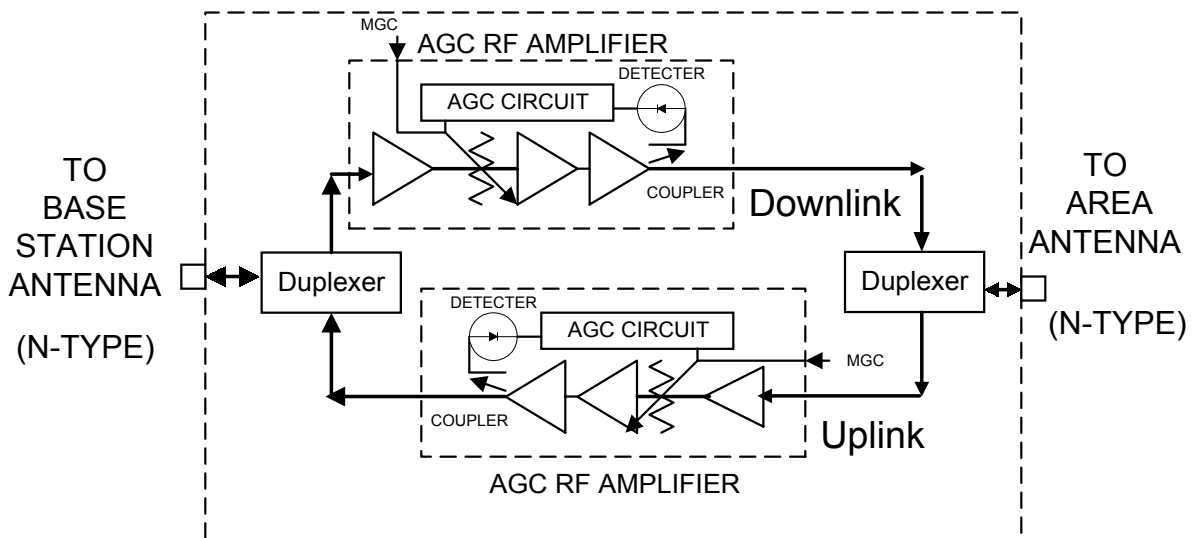 MGC
AGC RF AMPLIFIER
DETECTER
AGC CIRCUIT
COUPLER
Downlink
TO
BASE
STATION
ANTENNA
(N-TYPE)
Duplexer
TO
AREA
ANTENNA
(N-TYPE)
Duplexer
DETECTER
AGC CIRCUIT
MGC
COUPLER
Uplink
AGC RF AMPLIFIER